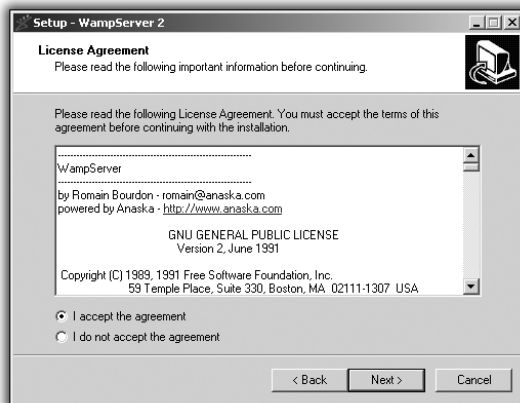 Setup - WampServer 2
License Agreement
Please read the following important information before continuing.
Please read the following License Agreement. You must accept the terms of this
agreement before continuing with the installation.
------------------------------------------------------------
WampServer
------------------------------------------------------------
by Romain Bourdon - romain@anaska.com
powered by Anaska - http://www.anaska.com
GNU GENERAL PUBLIC LICENSE
Version 2, June 1991
Copyright (C) 1989, 1991 Free Software Foundation, Inc.
59 Temple Place, Suite 330, Boston, MA  02111-1307  USA
I accept the agreement
I do not accept the agreement
< Back
Next >
Cancel